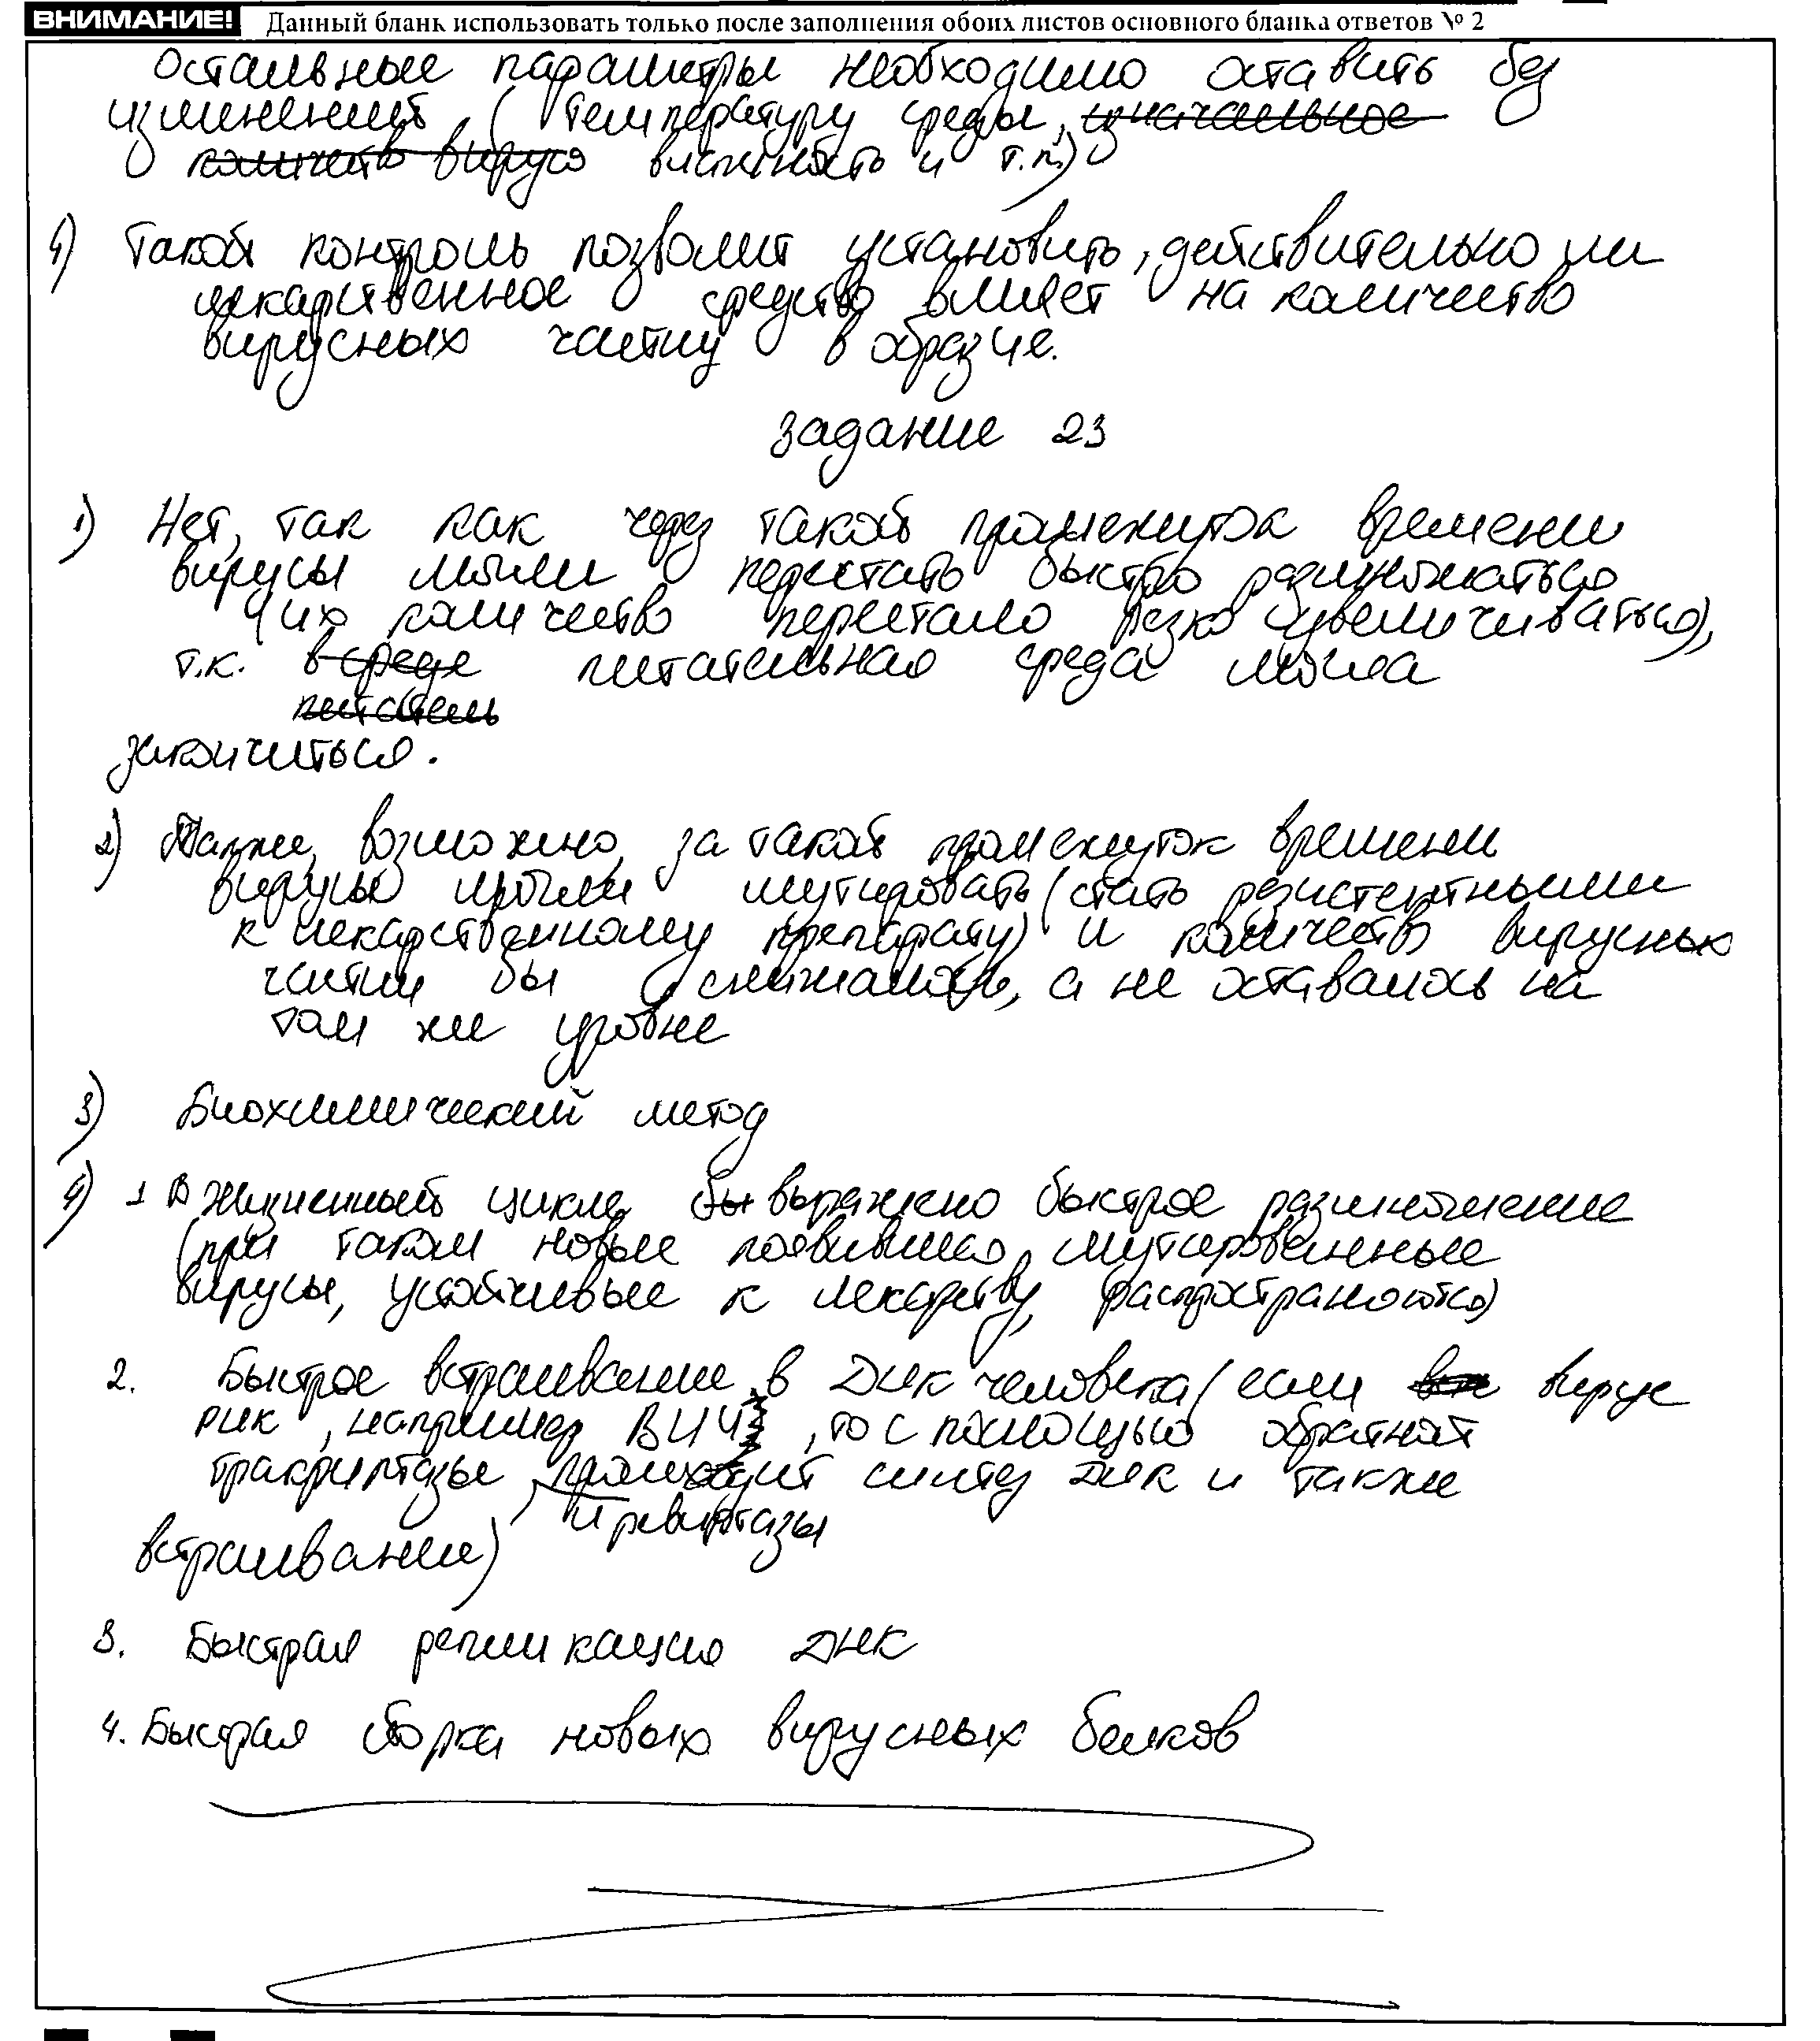 ВНИМАНИЕ! Данный бланк использовать только после заполнения обоих листов основного бланка ответов № 2
Остальные параметры необходимо оставить без
изменений (температуру среды, изначальное
количество вируса влажность и т.п.)
4) Такой контроль позволит установить, действительно ли
лекарственное средство влияет на количество
вирусных частиц в образце.
Задание 23
1) Нет, так как через такой промежуток времени
вирусы могли перестать быстро размножаться
(их количество перестало резко увеличиваться),
т.к. в среде питательная среда могла
питатель
закончиться.
2) Также, возможно, за такой промежуток времени
вирусы могли мутировать (стать резистентными
к лекарственному препарату) и количество вирусных
частиц бы снижалось, а не оставалось на
том же уровне
3) Биохимический метод
4) 1 В жизненный цикле бы выражено быстрое размножение
(при таком новые появившиеся, мутированные
вирусы, устойчивые к лекарству, распространяются)
2. Быстрое встраивание в ДНК человека (если вирус
РНК, например ВИЧ, то с помощью обратной
тракриптазы происходит синтез ДНК и также
и ревертазы
встраивание)
3. Быстрая репликация ДНК
4. Быстрая сборка новых вирусных белков